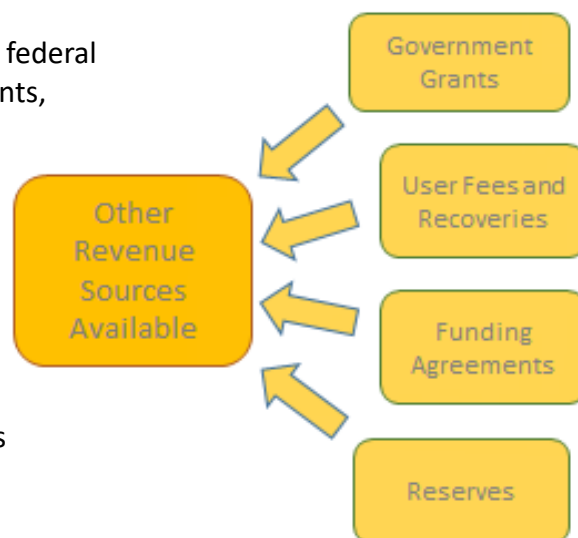 federal
nts,
Government
Grants
User Fees and
Recoveries
Other
Revenue
Sources
Available
Funding
Agreements
s
Reserves